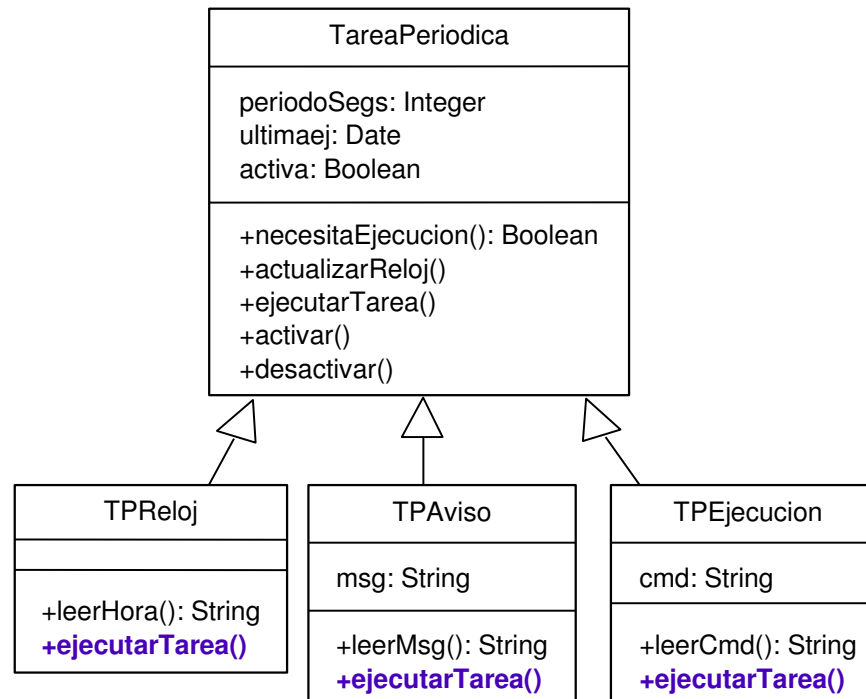 TareaPeriodica
periodoSegs: Integer
ultimaej: Date
activa: Boolean
+necesitaEjecucion(): Boolean
+actualizarReloj()
+ejecutarTarea()
+activar()
+desactivar()
TPReloj
+leerHora(): String
+ejecutarTarea()
TPAviso
msg: String
+leerMsg(): String
+ejecutarTarea()
TPEjecucion
cmd: String
+leerCmd(): String
+ejecutarTarea()